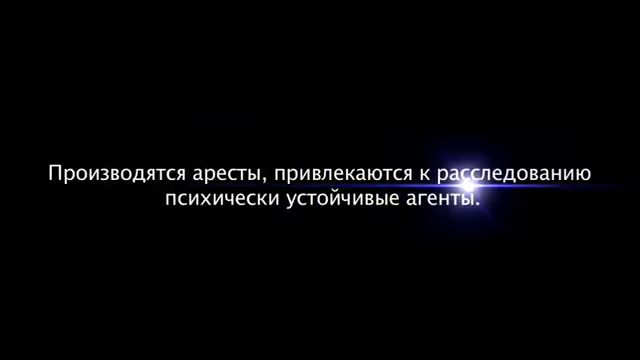 Производятся аресты, привлекаются к расследованию
психически устойчивые агенты.